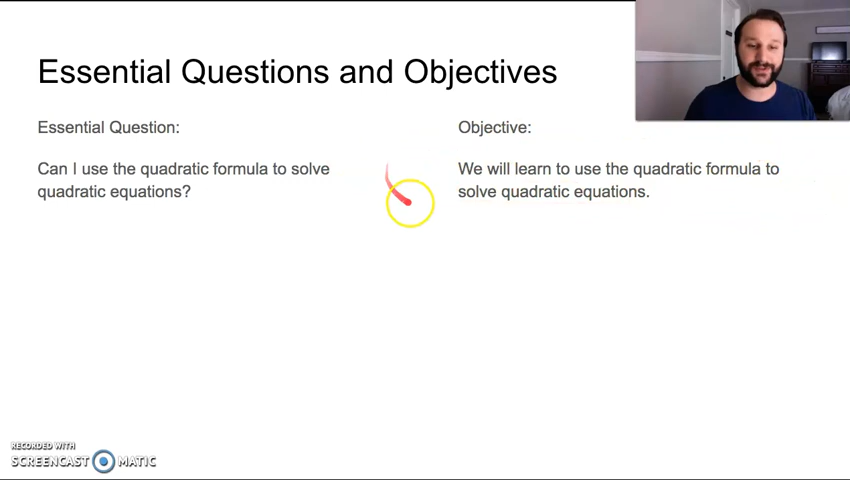 Essential Questions and Objectives
Essential Question:
Can I use the quadratic formula to solve
quadratic equations?
Objective:
We will learn to use the quadratic formula to
solve quadratic equations.
RECORDED WITH
SCREENCAST MATIC